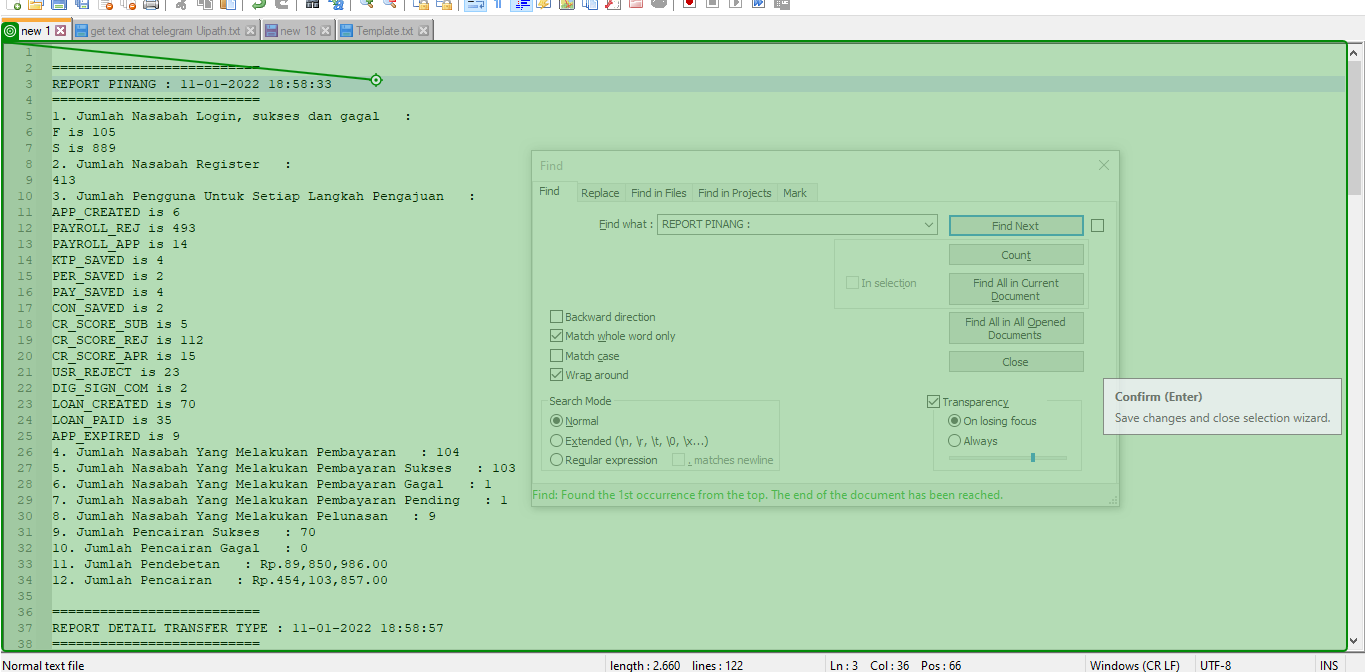 new 1
get text chat telegram Uipath.txt
new 18
Template.txt
1
2 ==========================
3 REPORT PINANG : 11-01-2022 18:58:33
4 ==========================
5 1. Jumlah Nasabah Login, sukses dan gagal :
6 F is 105
7 S is 889
8 2. Jumlah Nasabah Register :
9 413
10 3. Jumlah Pengguna Untuk Setiap Langkah Pengajuan :
11 APP_CREATED is 6
12 PAYROLL_REJ is 493
13 PAYROLL_APP is 14
14 KTP_SAVED is 4
15 PER_SAVED is 2
16 PAY_SAVED is 4
17 CON_SAVED is 2
18 CR_SCORE_SUB is 5
19 CR_SCORE_REJ is 112
20 CR_SCORE_APR is 15
21 USR_REJECT is 23
22 DIG_SIGN_COM is 2
23 LOAN_CREATED is 70
24 LOAN_PAID is 35
25 APP_EXPIRED is 9
26 4. Jumlah Nasabah Yang Melakukan Pembayaran : 104
27 5. Jumlah Nasabah Yang Melakukan Pembayaran Sukses : 103
28 6. Jumlah Nasabah Yang Melakukan Pembayaran Gagal : 1
29 7. Jumlah Nasabah Yang Melakukan Pembayaran Pending : 1
30 8. Jumlah Nasabah Yang Melakukan Pelunasan : 9
31 9. Jumlah Pencairan Sukses : 70
32 10. Jumlah Pencairan Gagal : 0
33 11. Jumlah Pendebetan : Rp.89,850,986.00
34 12. Jumlah Pencairan : Rp.454,103,857.00
35
36 ==========================
37 REPORT DETAIL TRANSFER TYPE : 11-01-2022 18:58:57
38 ==========================
Find
Find Replace Find in Files Find in Projects Mark
Find what : REPORT PINANG :
Find Next
Count
In selection
Find All in Current
Document
Find All in All Opened
Documents
Close
Backward direction
Match whole word only
Match case
Wrap around
Search Mode
Normal
Extended (\n, \r, \t, \0, \x...)
Regular expression
. matches newline
Transparency
On losing focus
Always
Find: Found the 1st occurrence from the top. The end of the document has been reached.
Confirm (Enter)
Save changes and close selection wizard.
Normal text file
length : 2.660 lines : 122
Ln : 3 Col : 36 Pos : 66
Windows (CR LF)
UTF-8
INS